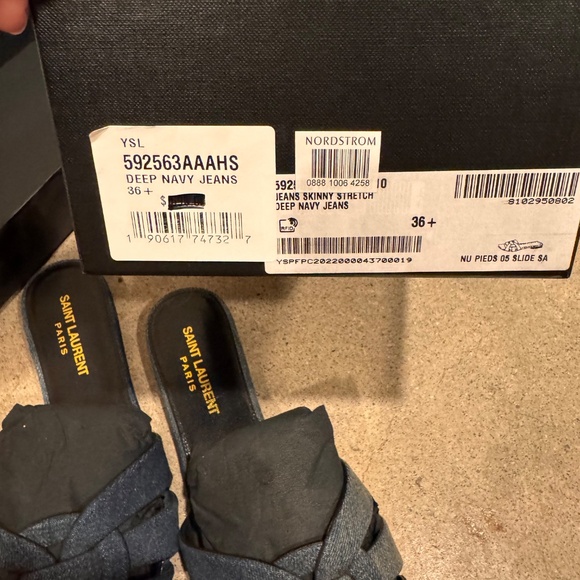 YSL
592563AAAHS
DEEP NAVY JEANS
36+
$
1 90617 74732 7
NORDSTROM
0888 1006 4258
JEANS SKINNY STRETCH
DEEP NAVY JEANS
RFID
36+
8102950802
YSPFPC2022000043700019
NU PIEDS 05 SLIDE SA
SAINT LAURENT
PARIS
SAINT LAURENT
PARIS